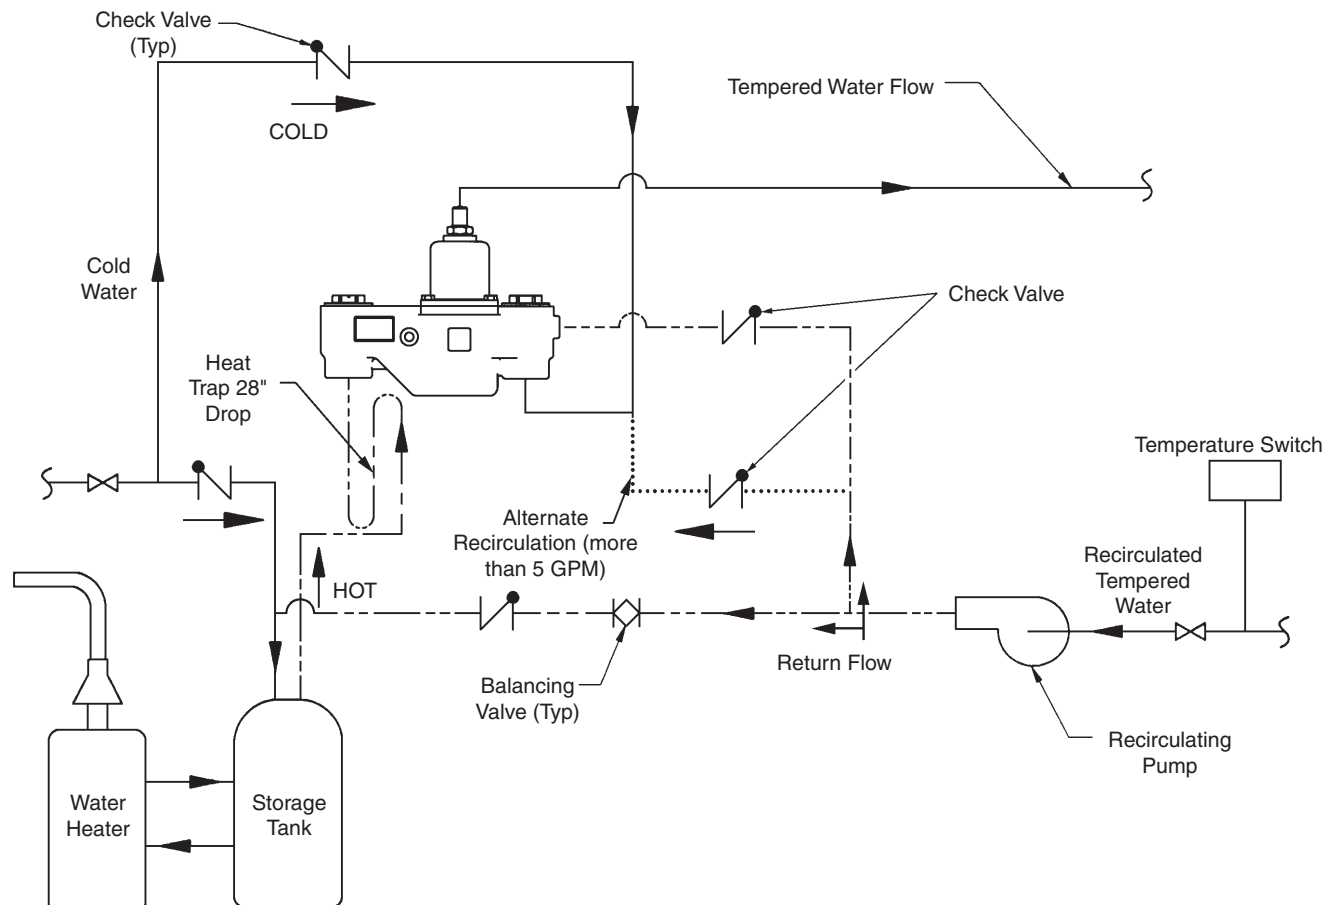 Check Valve
(Typ)
COLD
Tempered Water Flow
Cold
Water
Check Valve
Heat
Trap 28"
Drop
Temperature Switch
Alternate
Recirculation (more
than 5 GPM)
Recirculated
Tempered
Water
HOT
Return Flow
Balancing
Valve (Typ)
Recirculating
Pump
Water
Heater
Storage
Tank